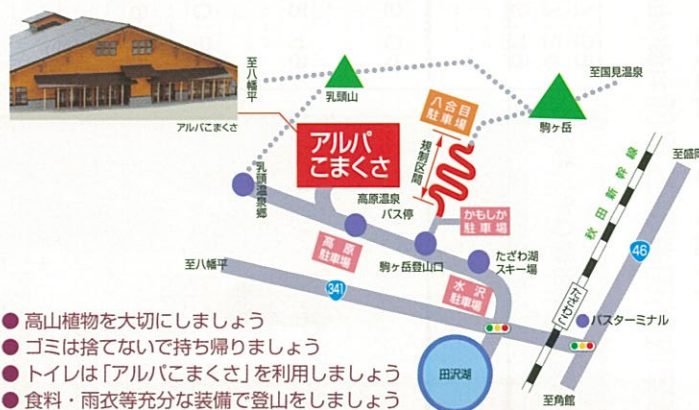 至八幡平
アルパこまくさ
乳頭山
八合目
駐車場
至国見温泉
駒ヶ岳
規制区間
アルパ
こまくさ
乳頭温泉郷
高原温泉
バス停
かもしか
駐車場
高原
駐車場
駒ヶ岳登山口
たざわ湖
スキー場
水沢
駐車場
至八幡平
341
秋田新幹線
至盛岡
46
たざわこ
バスターミナル
田沢湖
至角館
● 高山植物を大切にしましょう
● ゴミは捨てないで持ち帰りましょう
● トイレは「アルパこまくさ」を利用しましょう
● 食料・雨衣等充分な装備で登山をしましょう